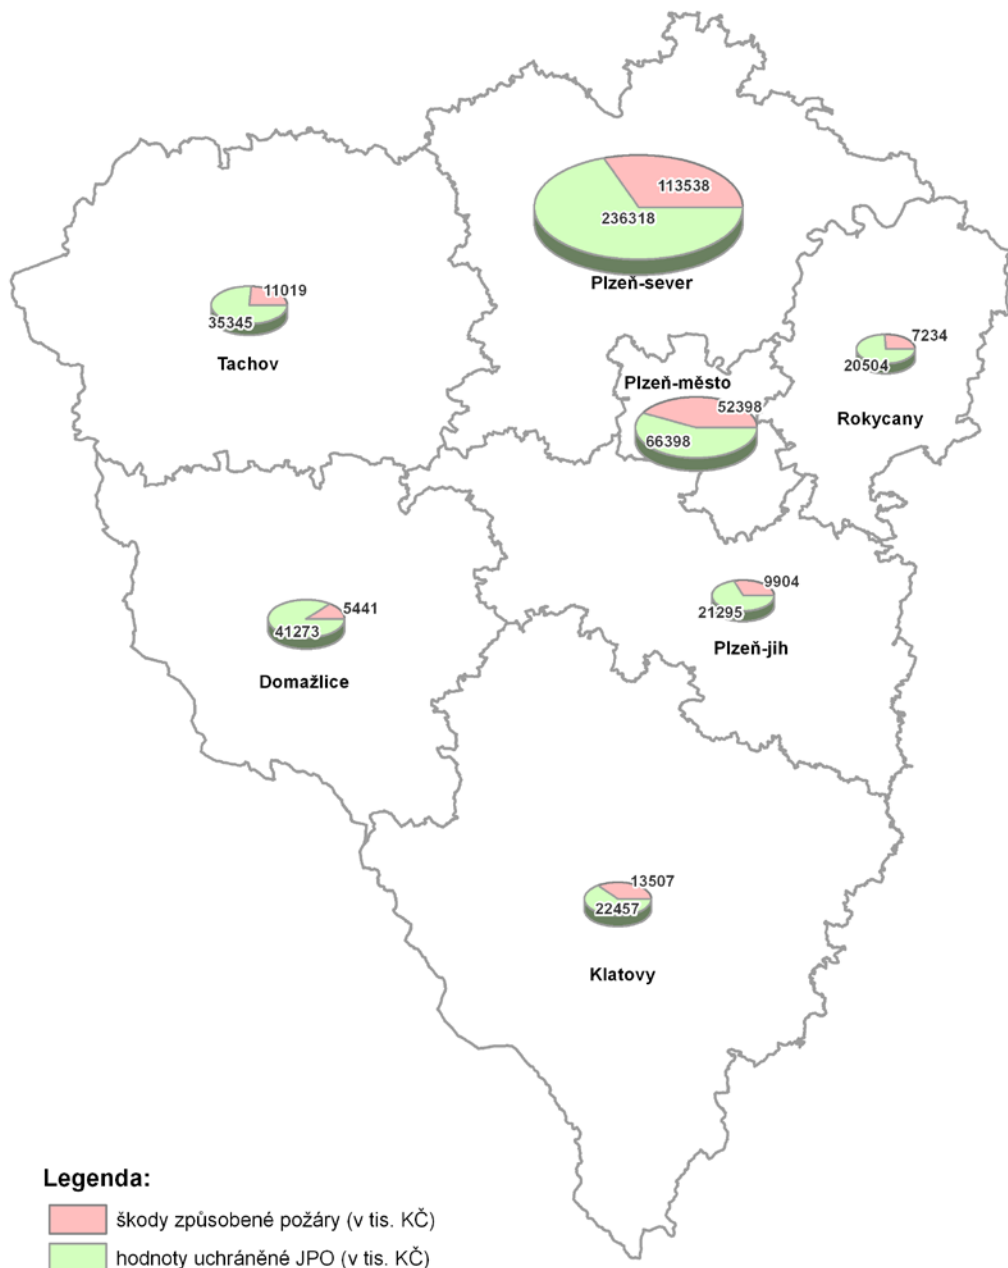 113538
236318
Plzeň-sever
11019
35345
Tachov
7234
20504
Rokycany
Plzeň-město
52398
66398
9904
21295
Plzeň-jih
5441
41273
Domažlice
13507
22457
Klatovy
Legenda:
škody způsobené požáry (v tis. KČ)
hodnoty uchráněné JPO (v tis. KČ)